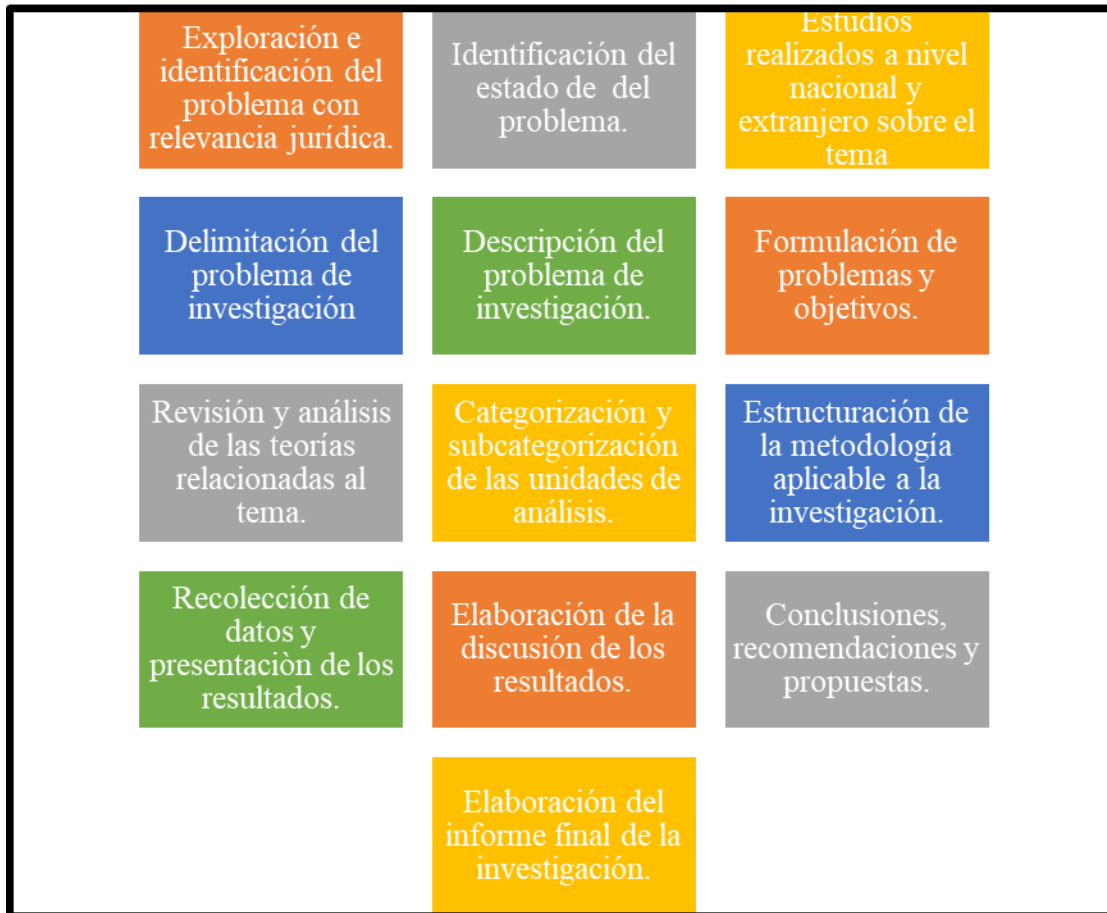 Exploración e
identificación del
problema con
relevancia jurídica.
Identificación del
estado de  del
problema.
Estudios
realizados a nivel
nacional y
extranjero sobre el
tema
Delimitación del
problema de
investigación
Descripción del
problema de
investigación.
Formulación de
problemas y
objetivos.
Revisión y análisis
de las teorías
relacionadas al
tema.
Categorización y
subcategorización
de las unidades de
análisis.
Estructuración de
la metodología
aplicable a la
investigación.
Recolección de
datos y
presentaciòn de los
resultados.
Elaboración de la
discusión de los
resultados.
Conclusiones,
recomendaciones y
propuestas.
Elaboración del
informe final de la
investigación.